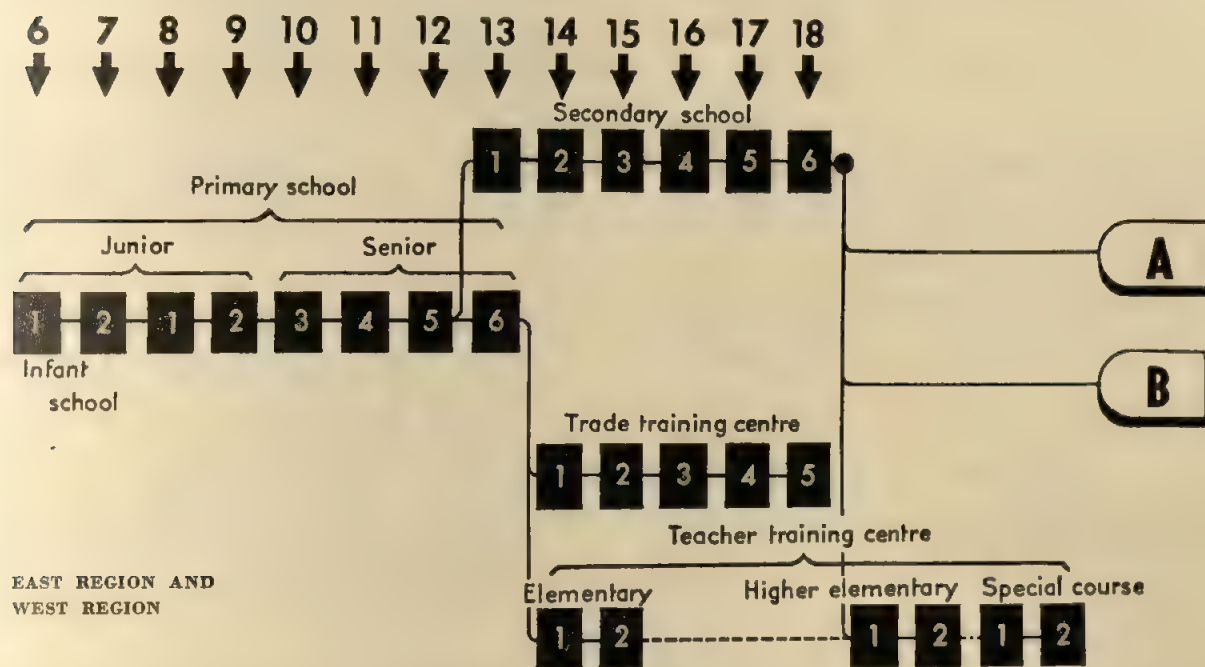 6 7 8 9 10 11 12 13 14 15 16 17 18
Secondary school
1 2 3 4 5 6
Primary school
Junior Senior
A
1 2 1 2 3 4 5 6
Infant
school
B
Trade training centre
1 2 3 4 5
Teacher training centre
EAST REGION AND
WEST REGION
Elementary Higher elementary Special course
1 2 1 2 1 2